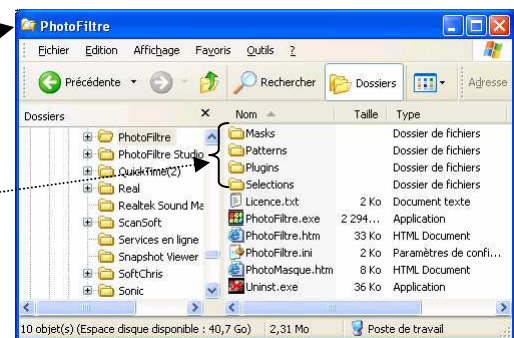 PhotoFiltre
Fichier Edition Affichage Favoris Outils ?
Précédente Rechercher Dossiers Adresse
Dossiers × Nom Taille Type
PhotoFiltre
PhotoFiltre Studio
QuickTime(2)
Real
Realtek Sound Ma
ScanSoft
Services en ligne
Snapshot Viewer
SoftChris
Sonic
Masks Dossier de fichiers
Patterns Dossier de fichiers
Plugins Dossier de fichiers
Selections Dossier de fichiers
Licence.txt 2 Ko Document texte
PhotoFiltre.exe 2 294... Application
PhotoFiltre.htm 33 Ko HTML Document
PhotoFiltre.ini 2 Ko Paramètres de confi...
PhotoMasque.htm 8 Ko HTML Document
Uninst.exe 36 Ko Application
10 objet(s) (Espace disque disponible : 40,7 Go) 2,31 Mo Poste de travail